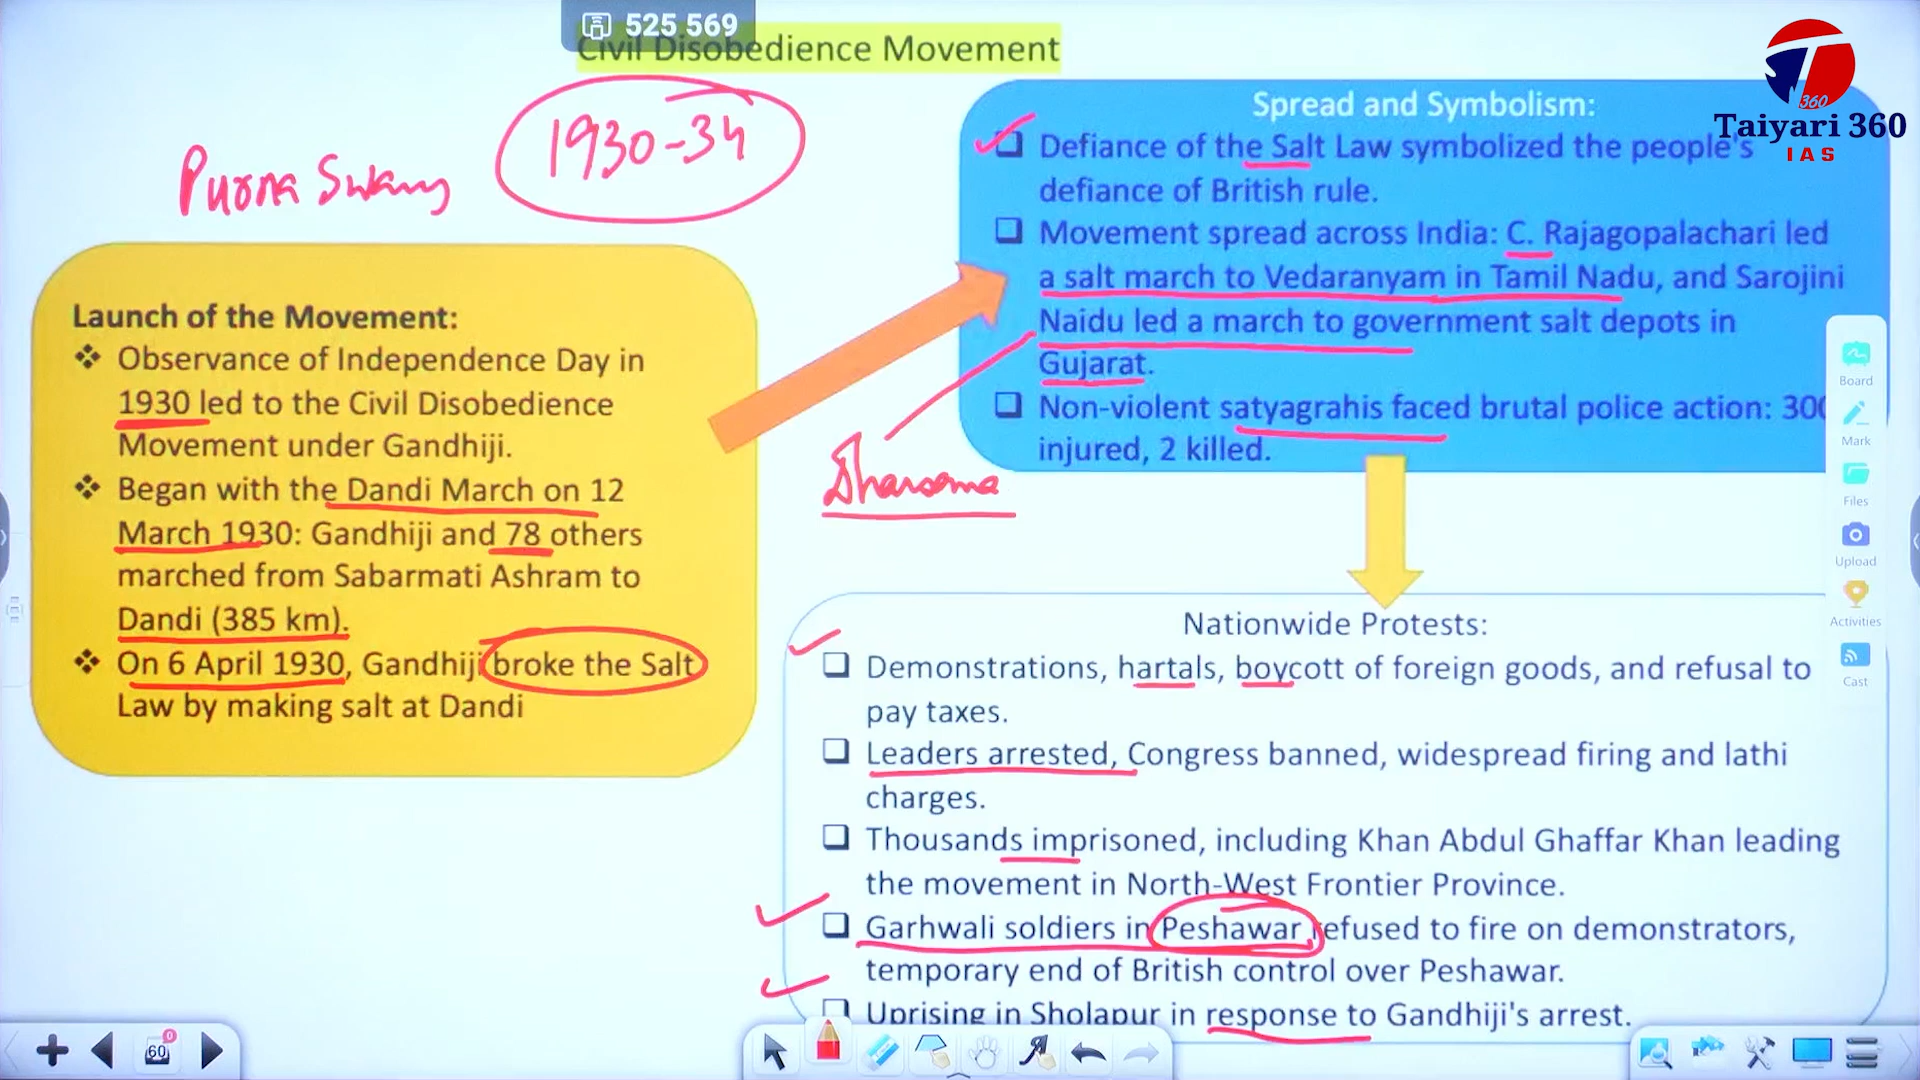 525 569
Civil Disobedience Movement
1930-34
Purna Swaraj
360
Taiyari 360
IAS
Launch of the Movement:
❖ Observance of Independence Day in
1930 led to the Civil Disobedience
Movement under Gandhiji.
❖ Began with the Dandi March on 12
March 1930: Gandhiji and 78 others
marched from Sabarmati Ashram to
Dandi (385 km).
❖ On 6 April 1930, Gandhiji broke the Salt
Law by making salt at Dandi
Spread and Symbolism:
❑ Defiance of the Salt Law symbolized the people's
defiance of British rule.
❑ Movement spread across India: C. Rajagopalachari led
a salt march to Vedaranyam in Tamil Nadu, and Sarojini
Naidu led a march to government salt depots in
Gujarat.
❑ Non-violent satyagrahis faced brutal police action: 300
injured, 2 killed.
Dharsana
Nationwide Protests:
❑ Demonstrations, hartals, boycott of foreign goods, and refusal to
pay taxes.
❑ Leaders arrested, Congress banned, widespread firing and lathi
charges.
❑ Thousands imprisoned, including Khan Abdul Ghaffar Khan leading
the movement in North-West Frontier Province.
❑ Garhwali soldiers in Peshawar refused to fire on demonstrators,
temporary end of British control over Peshawar.
❑ Uprising in Sholapur in response to Gandhiji's arrest.
Board
Mark
Files
Upload
Activities
Cast
60
0